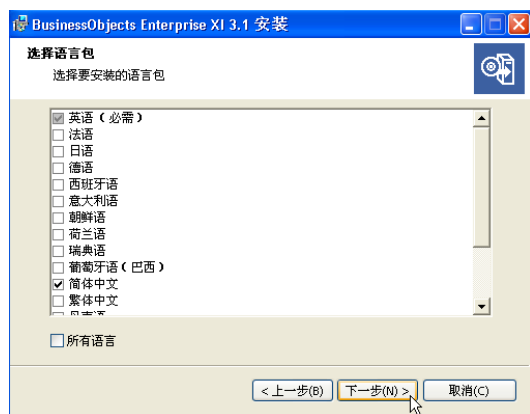 BusinessObjects Enterprise XI 3.1 安装
选择语言包
选择要安装的语言包
英语（必需）
法语
日语
德语
西班牙语
意大利语
朝鲜语
荷兰语
瑞典语
葡萄牙语（巴西）
简体中文
繁体中文
丹麦语
所有语言
< 上一步(B)
下一步(N) >
取消(C)